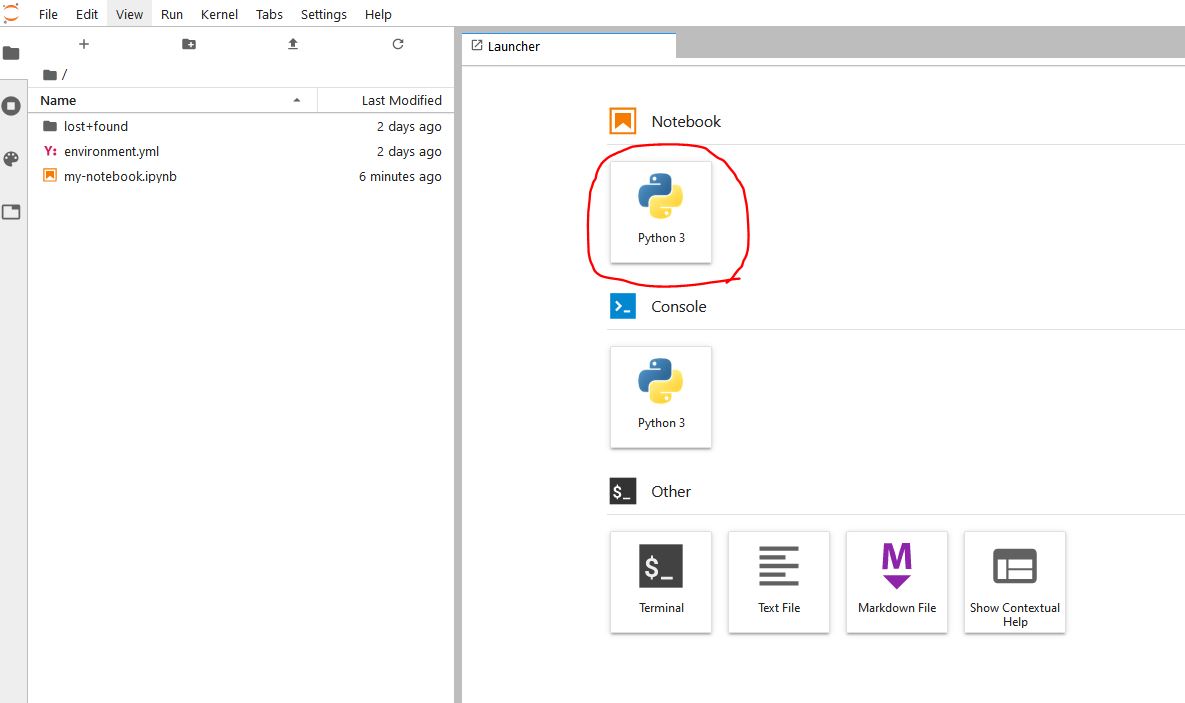 File Edit View Run Kernel Tabs Settings Help
/
Name Last Modified
lost+found 2 days ago
Y: environment.yml 2 days ago
my-notebook.ipynb 6 minutes ago
Launcher
Notebook
Python 3
>_ Console
Python 3
$_ Other
$_ M
Terminal Text File Markdown File Show Contextual
Help